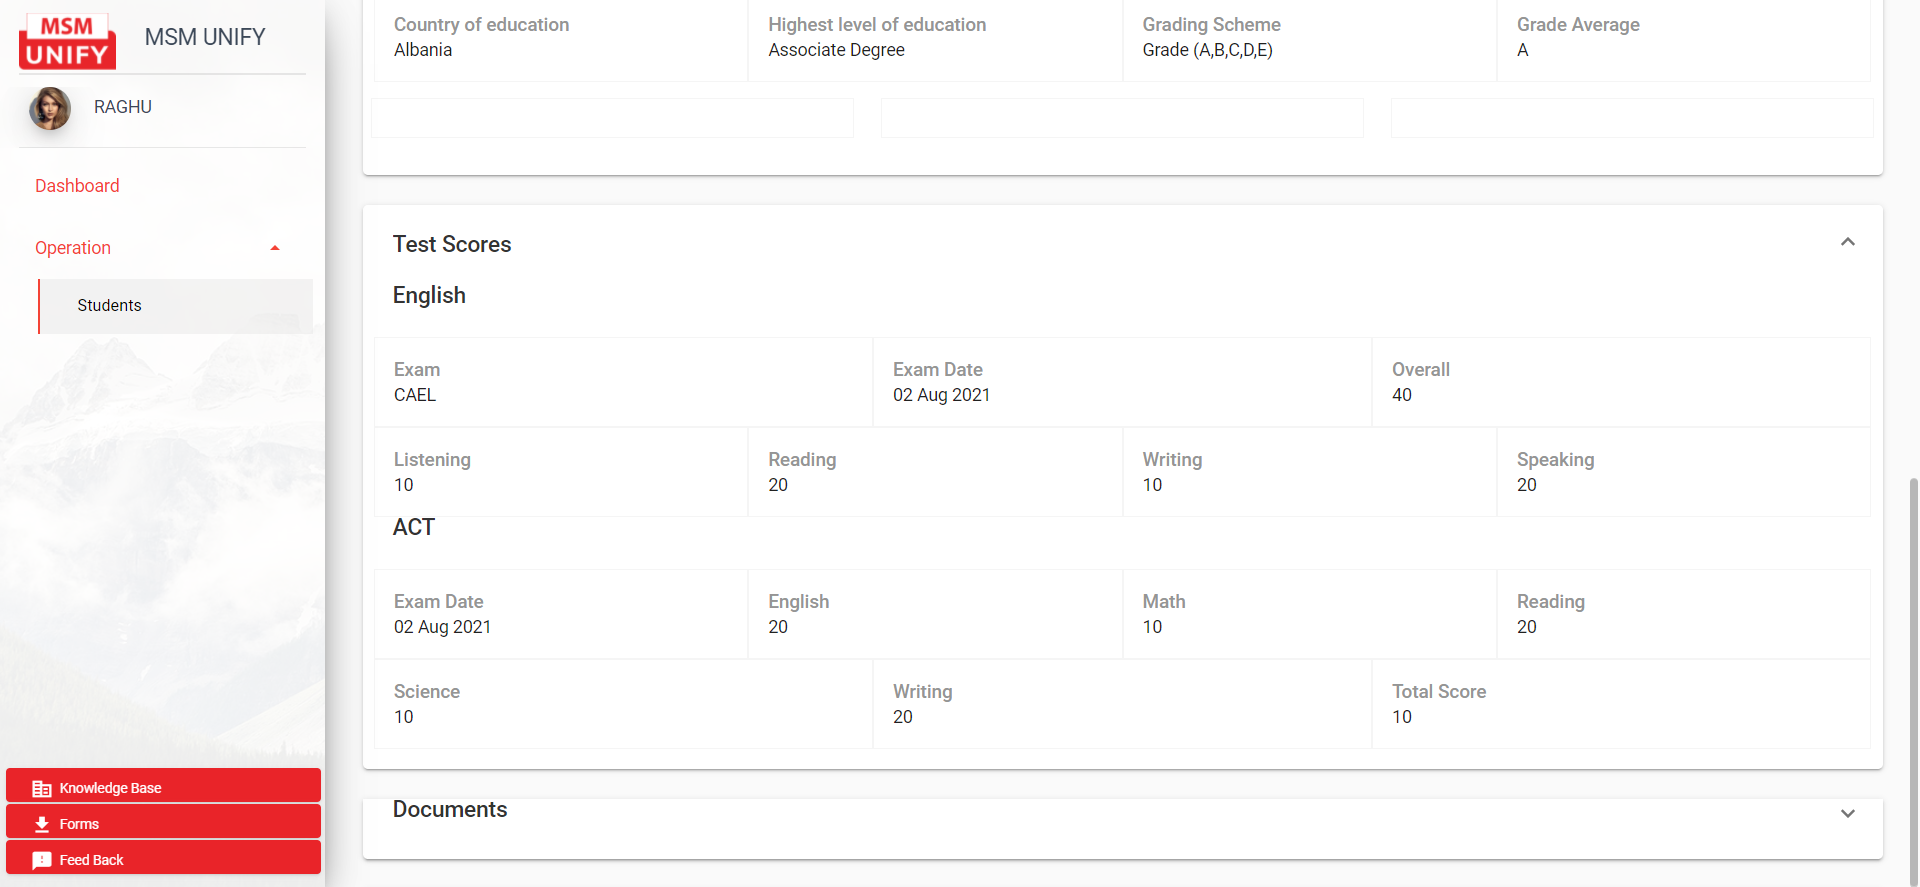 MSM
UNIFY
MSM UNIFY
RAGHU
Dashboard
Operation
Students
Knowledge Base
Forms
Feed Back
Country of education
Albania
Highest level of education
Associate Degree
Grading Scheme
Grade (A,B,C,D,E)
Grade Average
A
Test Scores
English
Exam
CAEL
Exam Date
02 Aug 2021
Overall
40
Listening
10
Reading
20
Writing
10
Speaking
20
ACT
Exam Date
02 Aug 2021
English
20
Math
10
Reading
20
Science
10
Writing
20
Total Score
10
Documents